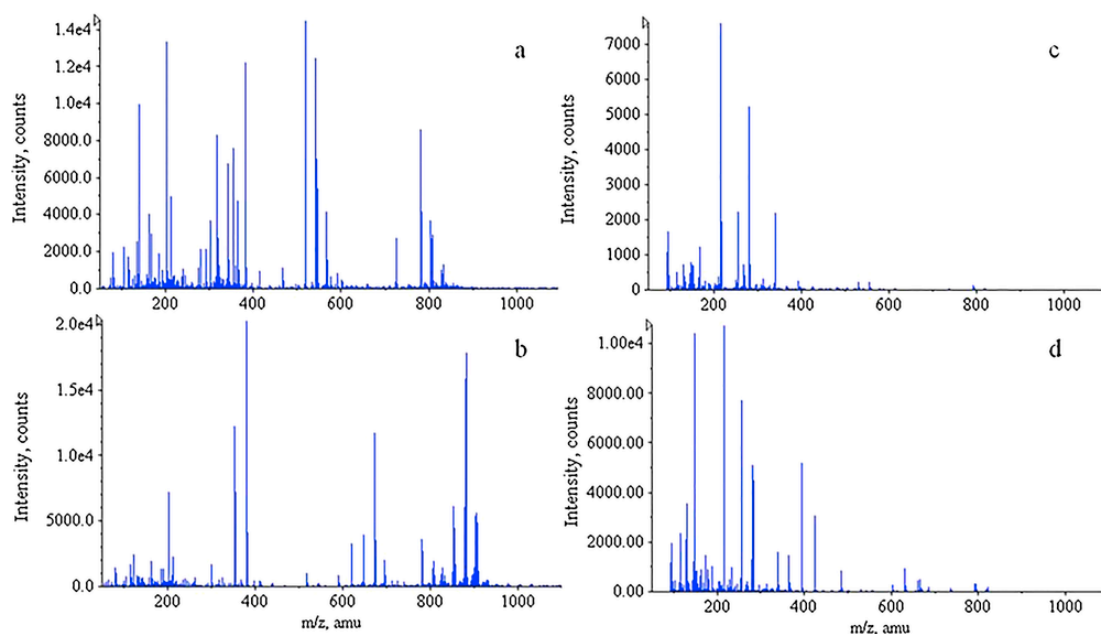 a
1.4e4
1.2e4
1.0e4
8000.0
6000.0
4000.0
2000.0
0.0
Intensity, counts
200 400 600 800 1000
b
2.0e4
1.5e4
1.0e4
5000.0
0.0
Intensity, counts
200 400 600 800 1000
m/z, amu
c
7000
6000
5000
4000
3000
2000
1000
0
Intensity, counts
200 400 600 800 1000
d
1.00e4
8000.00
6000.00
4000.00
2000.00
0.00
Intensity, counts
200 400 600 800 1000
m/z, amu